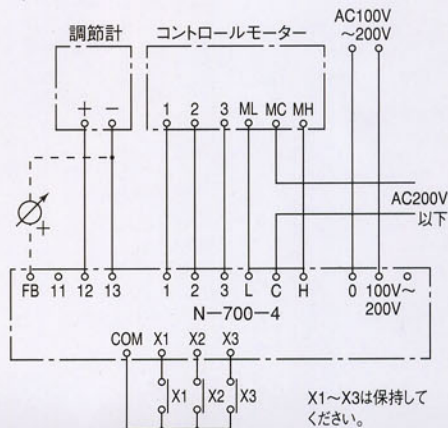 調節計
コントロールモーター
AC100V
～200V
+ −
1 2 3 ML MC MH
AC200V
以下
+
FB 11 12 13 1 2 3 L C H 0 100V～
200V
N−700−4
COM X1 X2 X3
X1 X2 X3
X1～X3は保持して
ください。